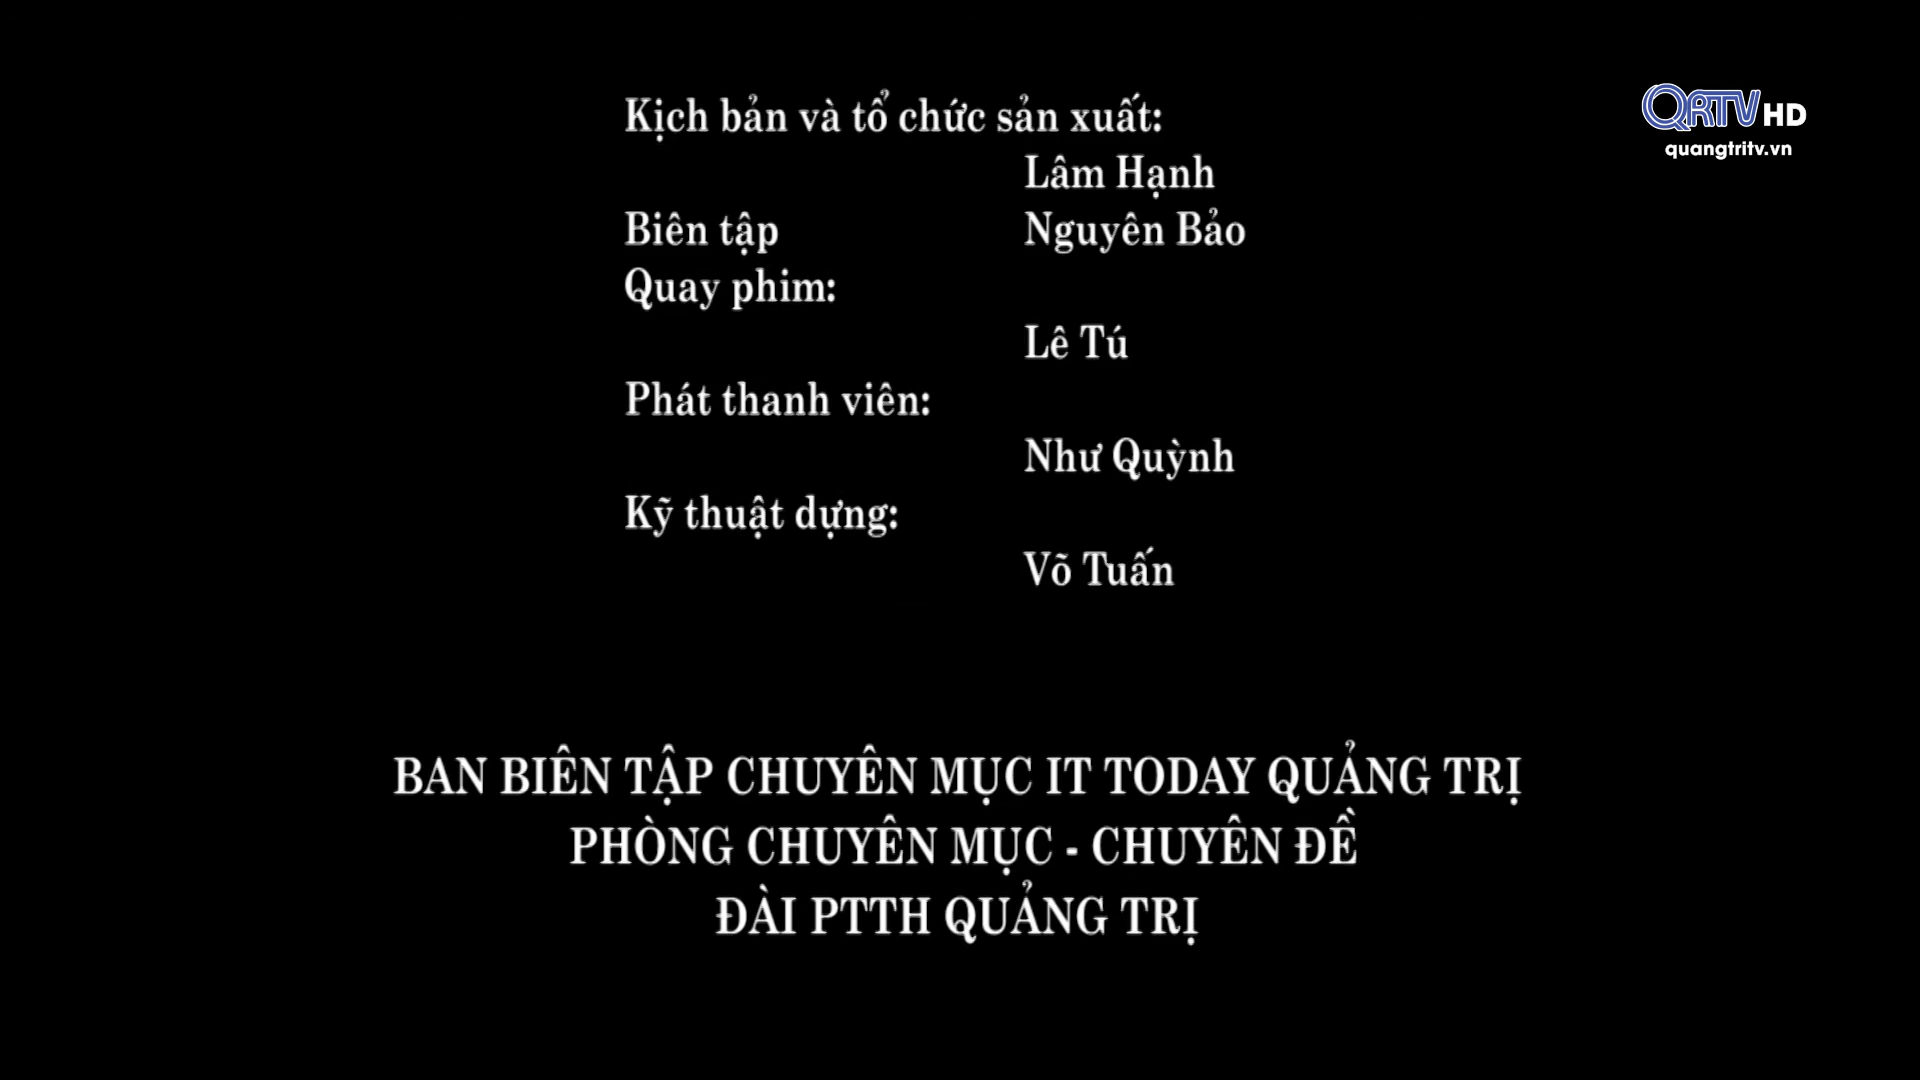 Kịch bản và tổ chức sản xuất:
Lâm Hạnh
Biên tập Nguyên Bảo
Quay phim:
Lê Tú
Phát thanh viên:
Như Quỳnh
Kỹ thuật dựng:
Võ Tuấn
BAN BIÊN TẬP CHUYÊN MỤC IT TODAY QUẢNG TRỊ
PHÒNG CHUYÊN MỤC - CHUYÊN ĐỀ
ĐÀI PTTH QUẢNG TRỊ
QRTV HD
quangtritv.vn